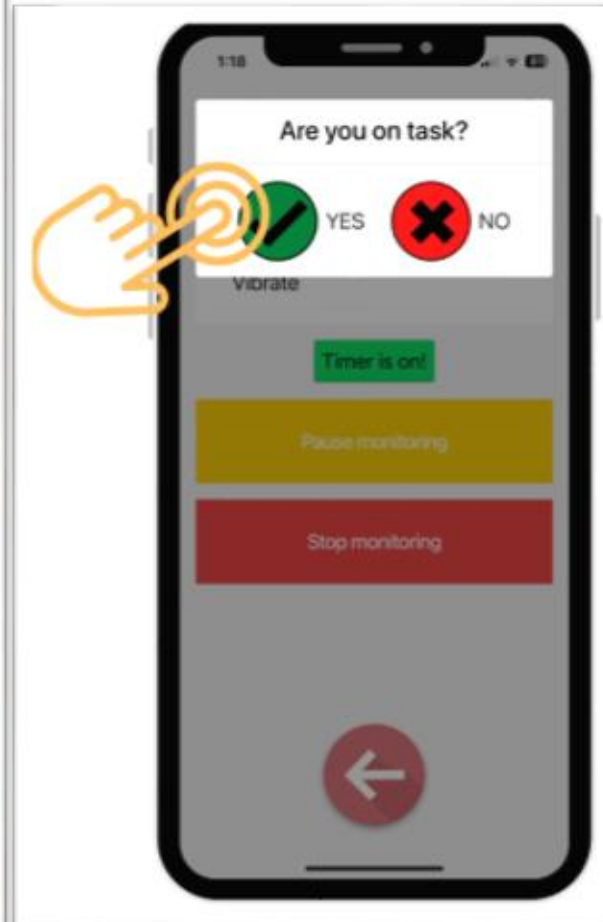 1:18
Are you on task?
YES NO
Vibrate
Timer is on!
Pause monitoring
Stop monitoring